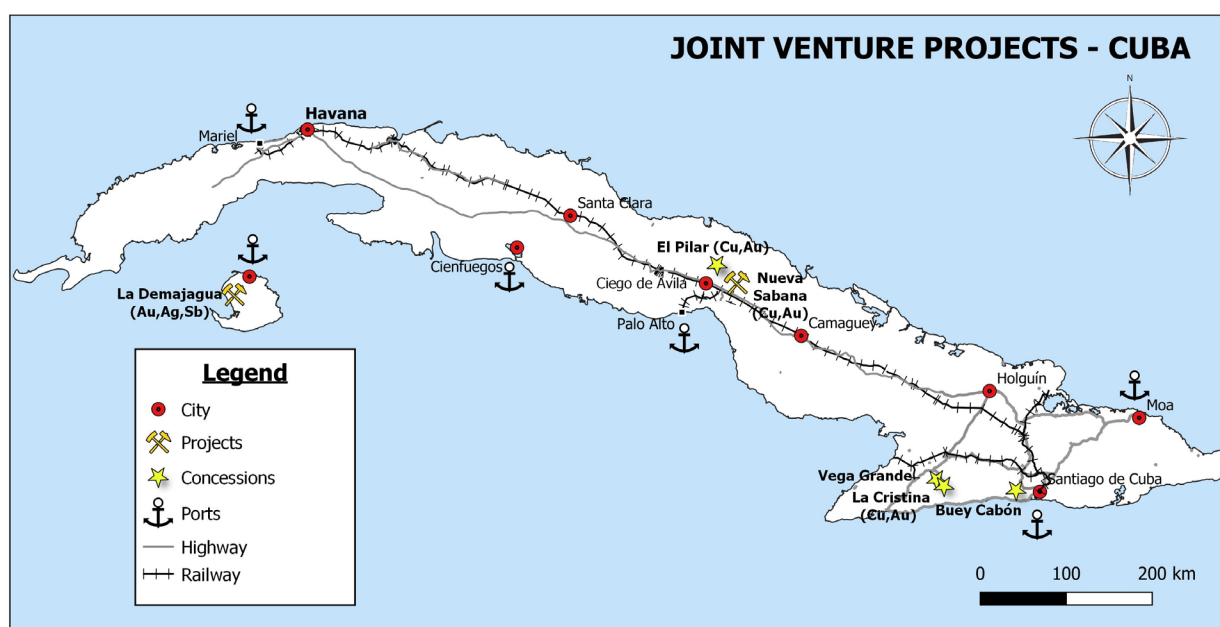 JOINT VENTURE PROJECTS - CUBA
N
Havana
Mariel
Santa Clara
El Pilar (Cu,Au)
Cienfuegos
Ciego de Ávila
Nueva
Sabana
(Cu,Au)
La Demajagua
(Au,Ag,Sb)
Palo Alto
Camaguey
Holguín
Moa
Vega Grande
La Cristina
(Cu,Au)
Buey Cabón
Santiago de Cuba
Legend
City
Projects
Concessions
Ports
Highway
Railway
0 100 200 km